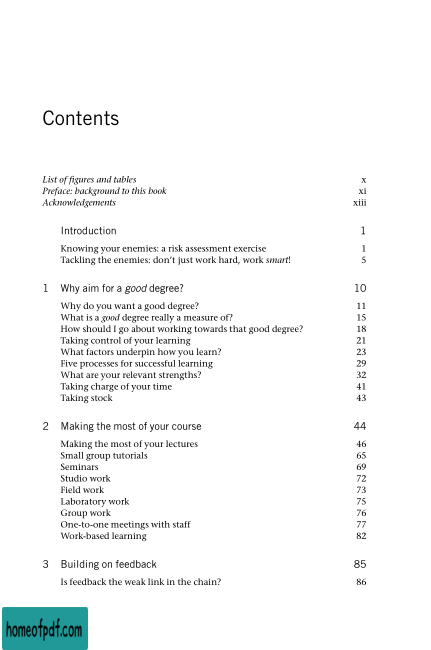 Contents
List of figures and tables x
Preface: background to this book xi
Acknowledgements xiii
Introduction 1
Knowing your enemies: a risk assessment exercise 1
Tackling the enemies: don't just work hard, work smart! 5
1 Why aim for a good degree? 10
Why do you want a good degree? 11
What is a good degree really a measure of? 15
How should I go about working towards that good degree? 18
Taking control of your learning 21
What factors underpin how you learn? 23
Five processes for successful learning 29
What are your relevant strengths? 32
Taking charge of your time 41
Taking stock 43
2 Making the most of your course 44
Making the most of your lectures 46
Small group tutorials 65
Seminars 69
Studio work 72
Field work 73
Laboratory work 75
Group work 76
One-to-one meetings with staff 77
Work-based learning 82
3 Building on feedback 85
Is feedback the weak link in the chain? 86
homeofpdf.com